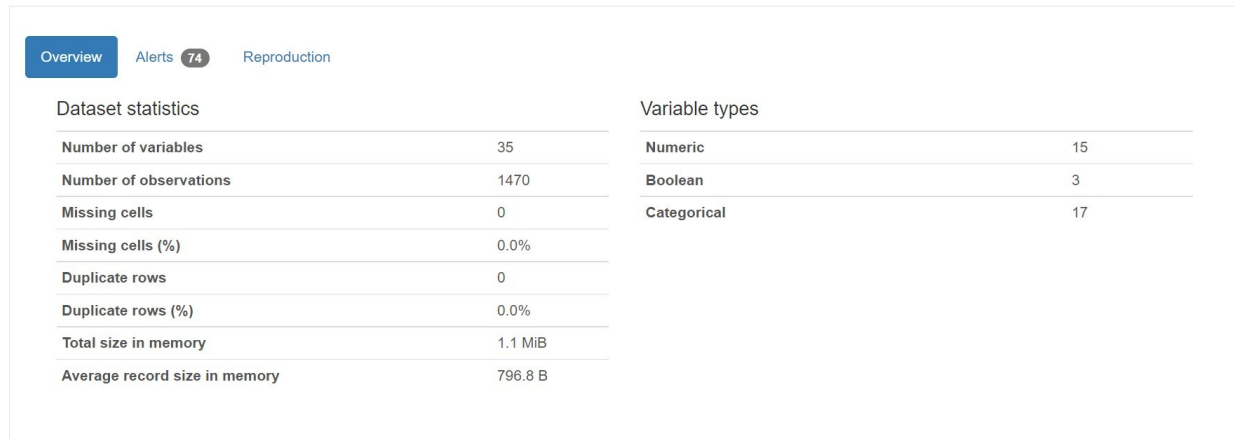 Overview Alerts 74 Reproduction
Dataset statistics
Number of variables 35
Number of observations 1470
Missing cells 0
Missing cells (%) 0.0%
Duplicate rows 0
Duplicate rows (%) 0.0%
Total size in memory 1.1 MiB
Average record size in memory 796.8 B
Variable types
Numeric 15
Boolean 3
Categorical 17